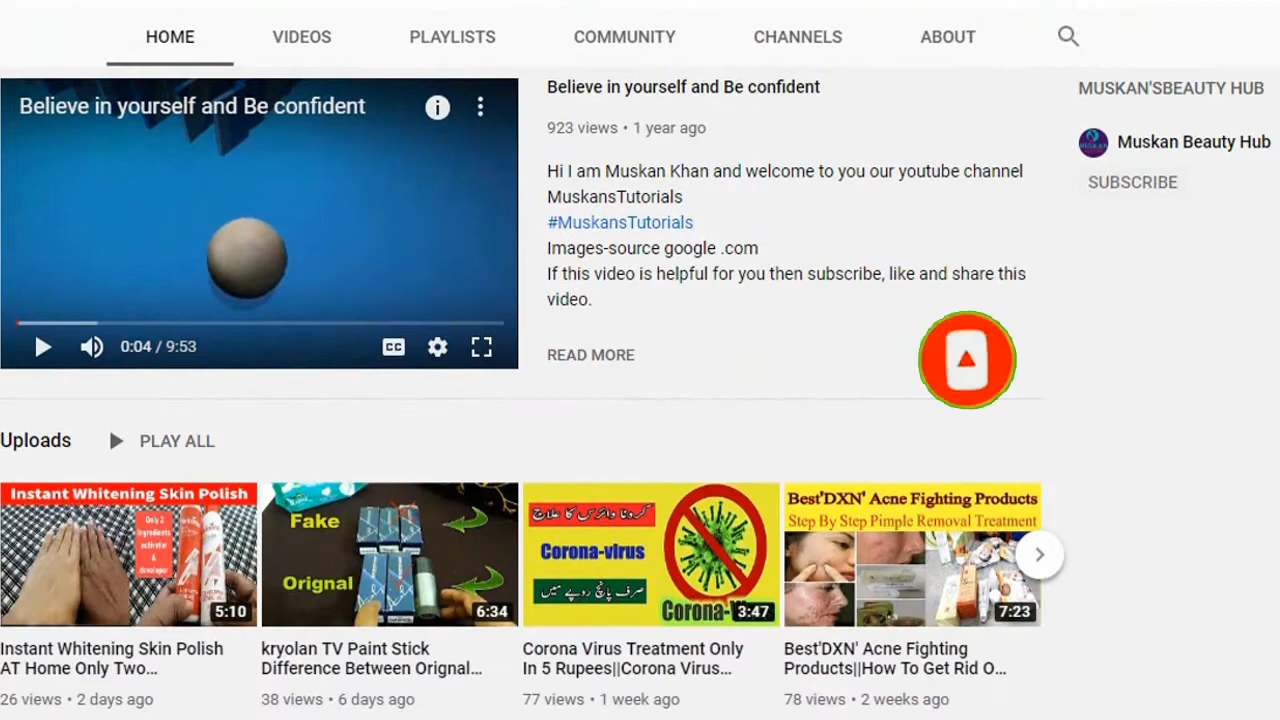 HOME
VIDEOS
PLAYLISTS
COMMUNITY
CHANNELS
ABOUT
Believe in yourself and Be confident
0:04 / 9:53
CC
Believe in yourself and Be confident
923 views • 1 year ago
Hi I am Muskan Khan and welcome to you our youtube channel
MuskansTutorials
#MuskansTutorials
Images-source google .com
If this video is helpful for you then subscribe, like and share this
video.
READ MORE
MUSKAN'SBEAUTY HUB
Muskan Beauty Hub
SUBSCRIBE
Uploads
PLAY ALL
Instant Whitening Skin Polish
Only 2
ingredients
activator
&
developer
5:10
Instant Whitening Skin Polish
AT Home Only Two...
26 views • 2 days ago
Fake
Orignal
6:34
kryolan TV Paint Stick
Difference Between Orignal...
38 views • 6 days ago
کرونا وائرس کا علاج
Corona-virus
صرف پانچ روپے میں
3:47
Corona Virus Treatment Only
In 5 Rupees||Corona Virus...
77 views • 1 week ago
Best'DXN' Acne Fighting Products
Step By Step Pimple Removal Treatment
7:23
Best'DXN' Acne Fighting
Products||How To Get Rid O...
78 views • 2 weeks ago